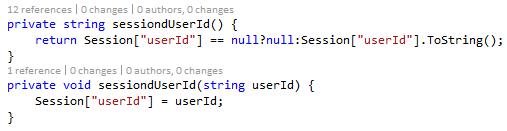 12 references | 0 changes | 0 authors, 0 changes
private string sessiondUserId() {
    return Session["userId"] == null?null:Session["userId"].ToString();
}
1 reference | 0 changes | 0 authors, 0 changes
private void sessiondUserId(string userId) {
    Session["userId"] = userId;
}